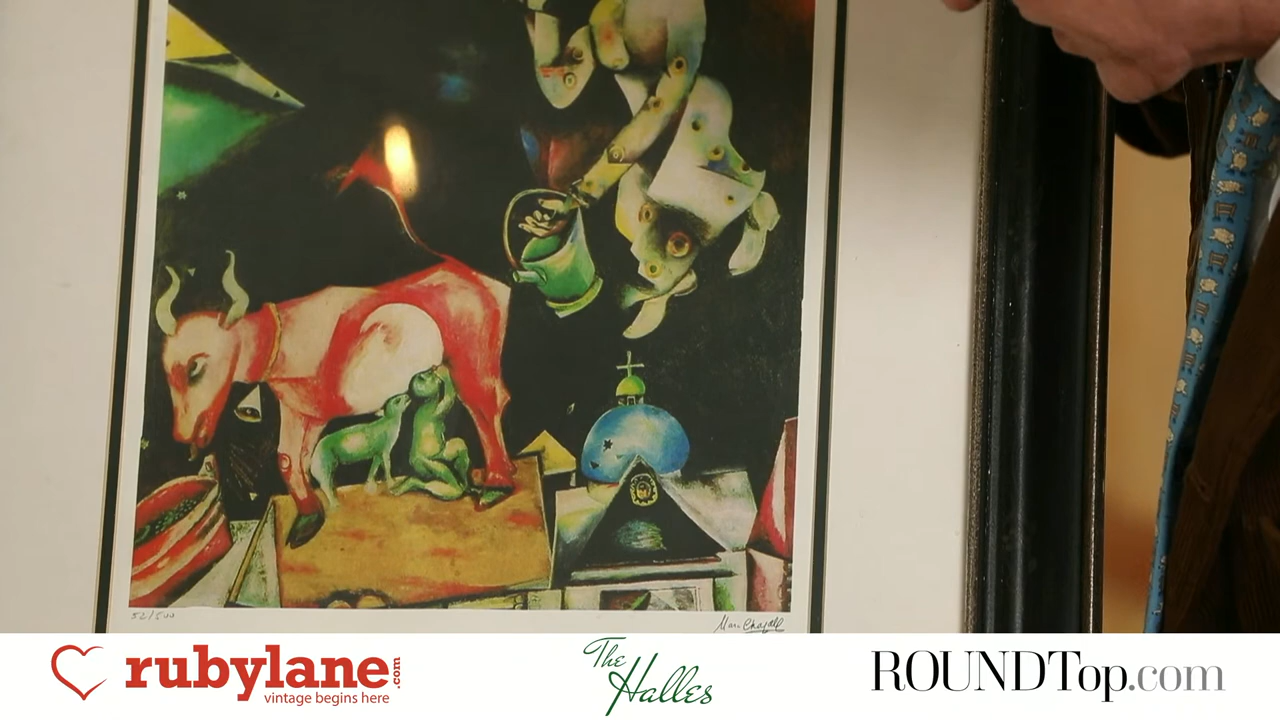 52/500
Marc Chagall
rubylane.com
vintage begins here
The
Halles
ROUNDTop.com